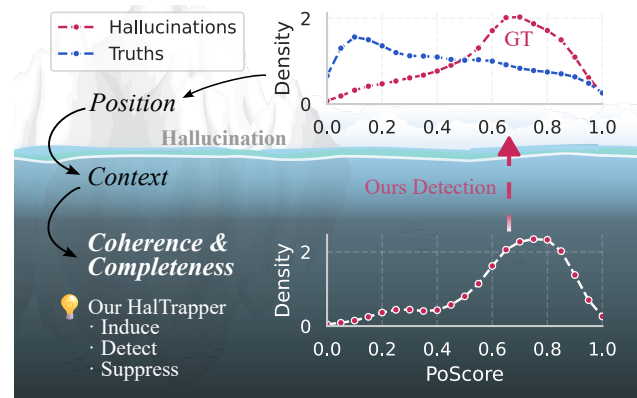 Hallucinations
Truths
Density
2
0
GT
0.0 0.2 0.4 0.6 0.8 1.0
Position
Hallucination
Context
Ours Detection
Coherence &
Completeness
Our HalTrapper
· Induce
· Detect
· Suppress
Density
2
0
0.0 0.2 0.4 0.6 0.8 1.0
PoScore